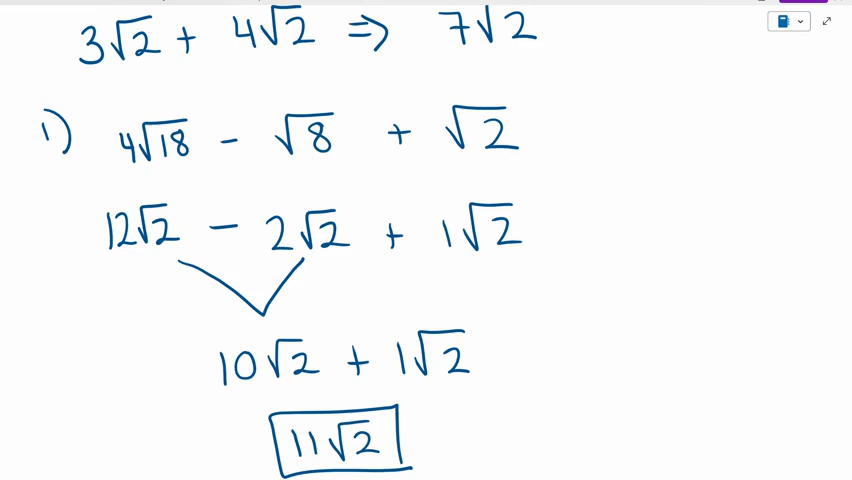 3√2 + 4√2 ⇒ 7√2
1) 4√18 - √8 + √2
12√2 - 2√2 + 1√2
10√2 + 1√2
11√2